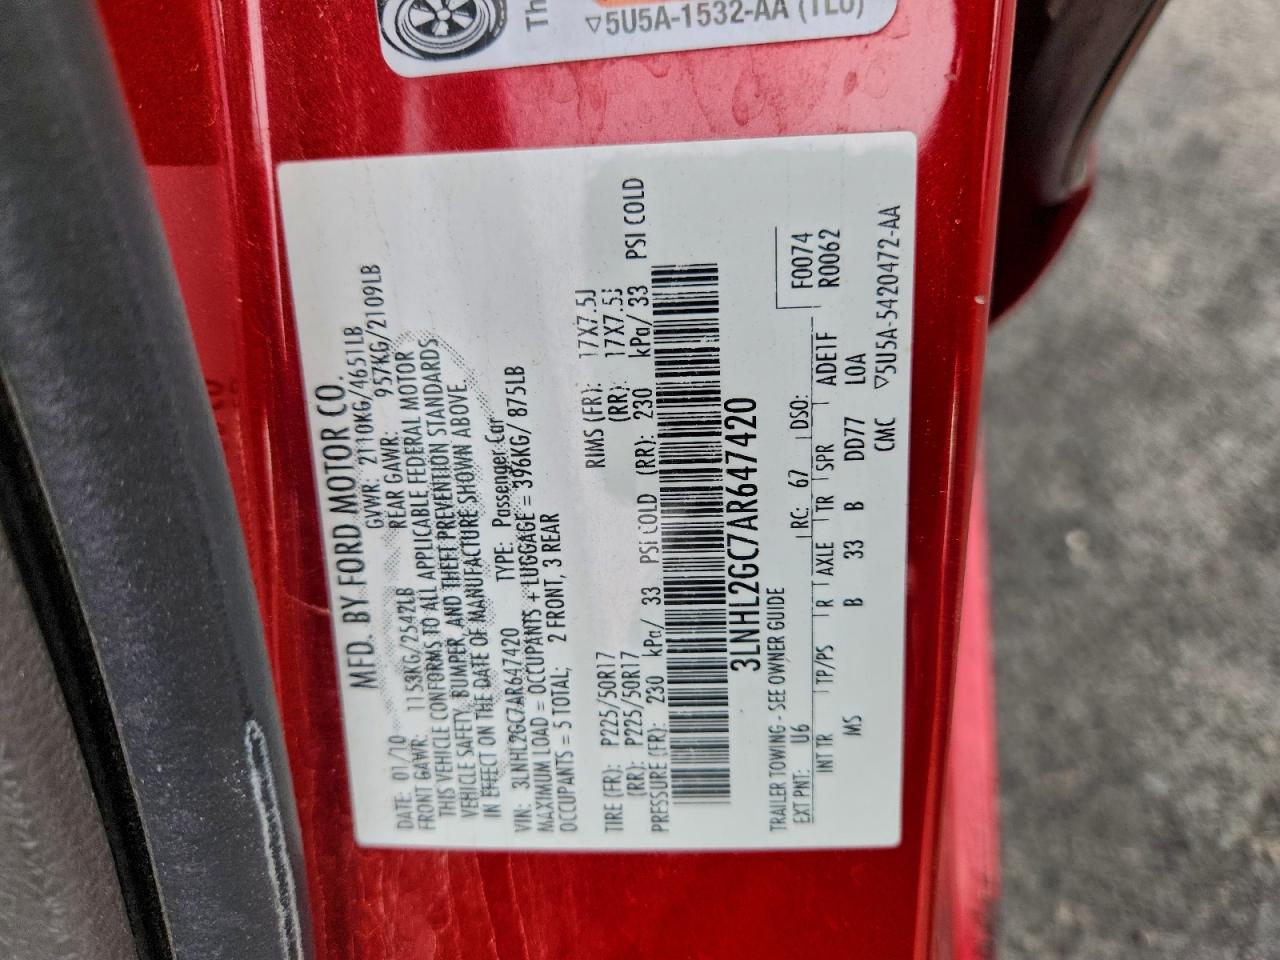 Th
▽5U5A-1532-AA (TL0)
MFD. BY FORD MOTOR CO.
DATE: 01/10 GVWR: 2110KG/4651LB
FRONT GAWR: 1153KG/2542LB REAR GAWR: 957KG/2109LB
THIS VEHICLE CONFORMS TO ALL APPLICABLE FEDERAL MOTOR
VEHICLE SAFETY, BUMPER, AND THEFT PREVENTION STANDARDS
IN EFFECT ON THE DATE OF MANUFACTURE SHOWN ABOVE.
VIN: 3LNHL2GC7AR647420 TYPE: Passenger Car
MAXIMUM LOAD = OCCUPANTS + LUGGAGE = 396KG/ 875LB
OCCUPANTS = 5 TOTAL; 2 FRONT, 3 REAR
TIRE (FR): P225/50R17 RIMS (FR): 17X7.5J
(RR): P225/50R17 (RR): 17X7.5J
PRESSURE (FR): 230 kPa/ 33 PSI COLD (RR): 230 kPa/ 33 PSI COLD
3LNHL2GC7AR647420
TRAILER TOWING - SEE OWNER GUIDE
F0074
EXT PNT: U6 RC: 67 DSO: R0062
INT TR TP/PS R AXLE TR SPR ADE1F
MS B 33 B DD77 LOA
CMC ▽5U5A-5420472-AA